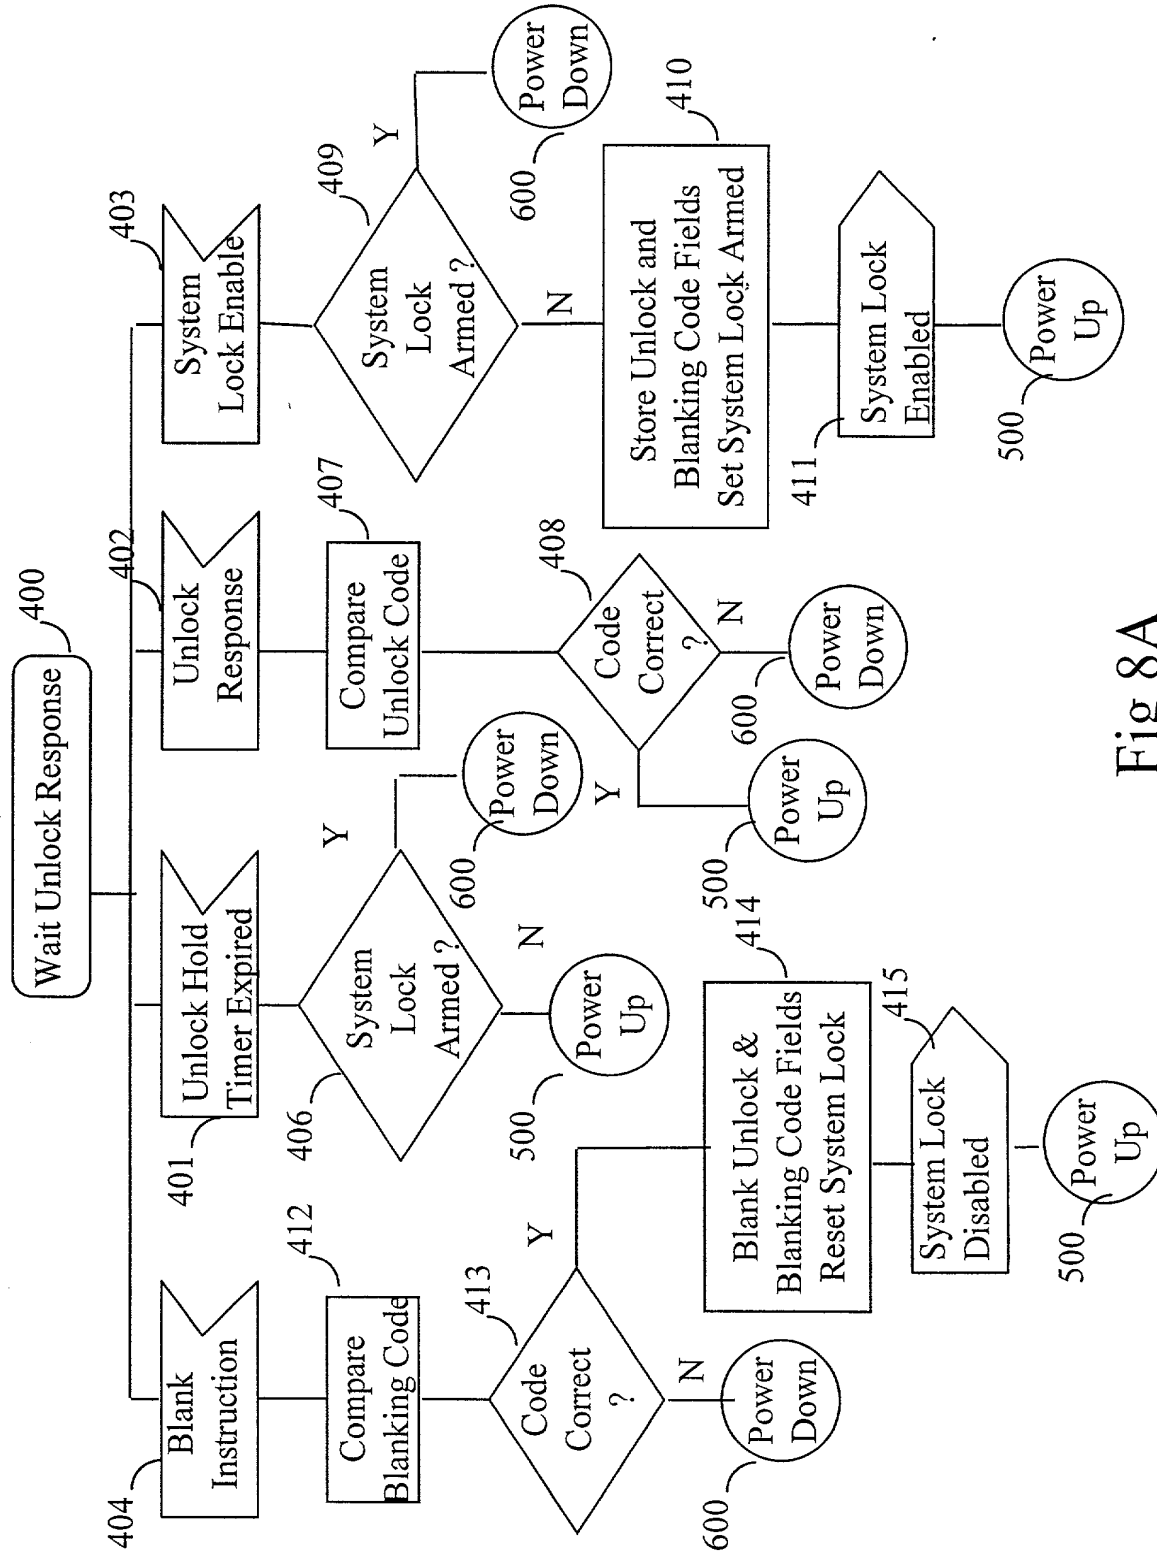 Wait Unlock Response
400
Blank
Instruction
404
Compare
Blanking Code
412
Code
Correct
?
413
N
Power
Down
600
Y
Blank Unlock &
Blanking Code Fields
Reset System Lock
414
System Lock
Disabled
415
Power
Up
500
Unlock Hold
Timer Expired
401
System
Lock
Armed ?
406
Y
Power
Down
600
N
Power
Up
500
Unlock
Response
402
Compare
Unlock Code
407
Code
Correct
?
408
Y
Power
Up
500
N
Power
Down
600
System
Lock Enable
403
System
Lock
Armed ?
409
Y
Power
Down
600
N
Store Unlock and
Blanking Code Fields
Set System Lock Armed
410
System Lock
Enabled
411
Power
Up
500
Fig 8A